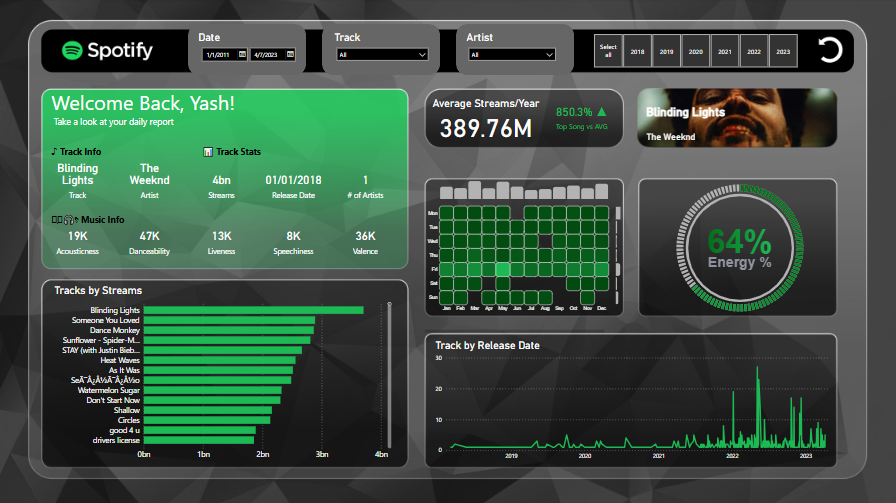 Spotify
Date
1/1/2011
4/7/2023
Track
All
Artist
All
Select all
2018
2019
2020
2021
2022
2023
Welcome Back, Yash!
Take a look at your daily report
Track Info
Track Stats
Blinding Lights
The Weeknd
4bn
01/01/2018
1
Track
Artist
Streams
Release Date
# of Artists
Music Info
19K
47K
13K
8K
36K
Acousticness
Danceability
Liveness
Speechiness
Valence
Average Streams/Year
389.76M
850.3% ▲
Top Song vs AVG
Blinding Lights
The Weeknd
Mon
Tue
Wed
Thu
Fri
Sat
Sun
Jan Feb Mar Apr May Jun Jul Aug Sep Oct Nov Dec
64%
Energy %
Tracks by Streams
Blinding Lights
Someone You Loved
Dance Monkey
Sunflower - Spider-M...
STAY (with Justin Bieb...
Heat Waves
As It Was
Watermelon Sugar
Don't Start Now
Shallow
Circles
good 4 u
drivers license
0bn 1bn 2bn 3bn 4bn
Track by Release Date
30
20
10
0
2019 2020 2021 2022 2023